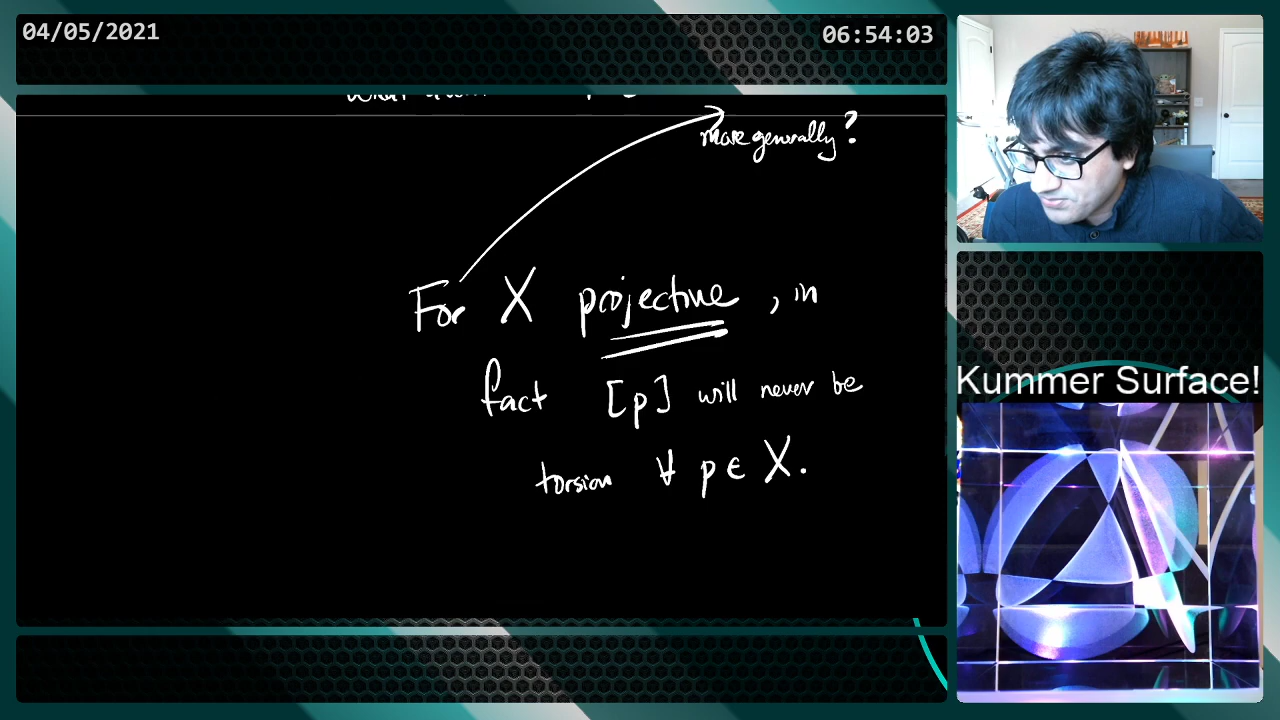 04/05/2021
06:54:03
more generally?
For X projective, in
fact [p] will never be
torsion ∀ p ∈ X.
Kummer Surface!